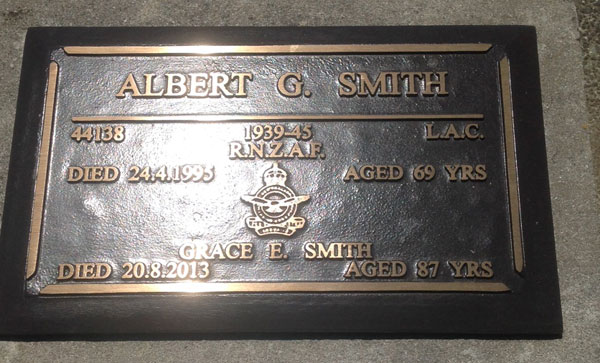 ALBERT G. SMITH
44138 1939-45 L.A.C.
R.N.Z.A.F.
DIED 24.4.1995 AGED 69 YRS
GRACE E. SMITH
DIED 20.8.2013 AGED 87 YRS